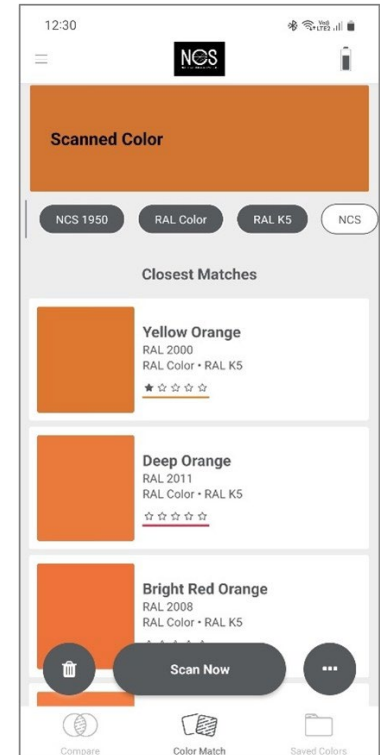 12:30
VoD
LTE2
NCS
Scanned Color
NCS 1950
RAL Color
RAL K5
NCS
Closest Matches
Yellow Orange
RAL 2000
RAL Color • RAL K5
Deep Orange
RAL 2011
RAL Color • RAL K5
Bright Red Orange
RAL 2008
RAL Color • RAL K5
Scan Now
Compare
Color Match
Saved Colors